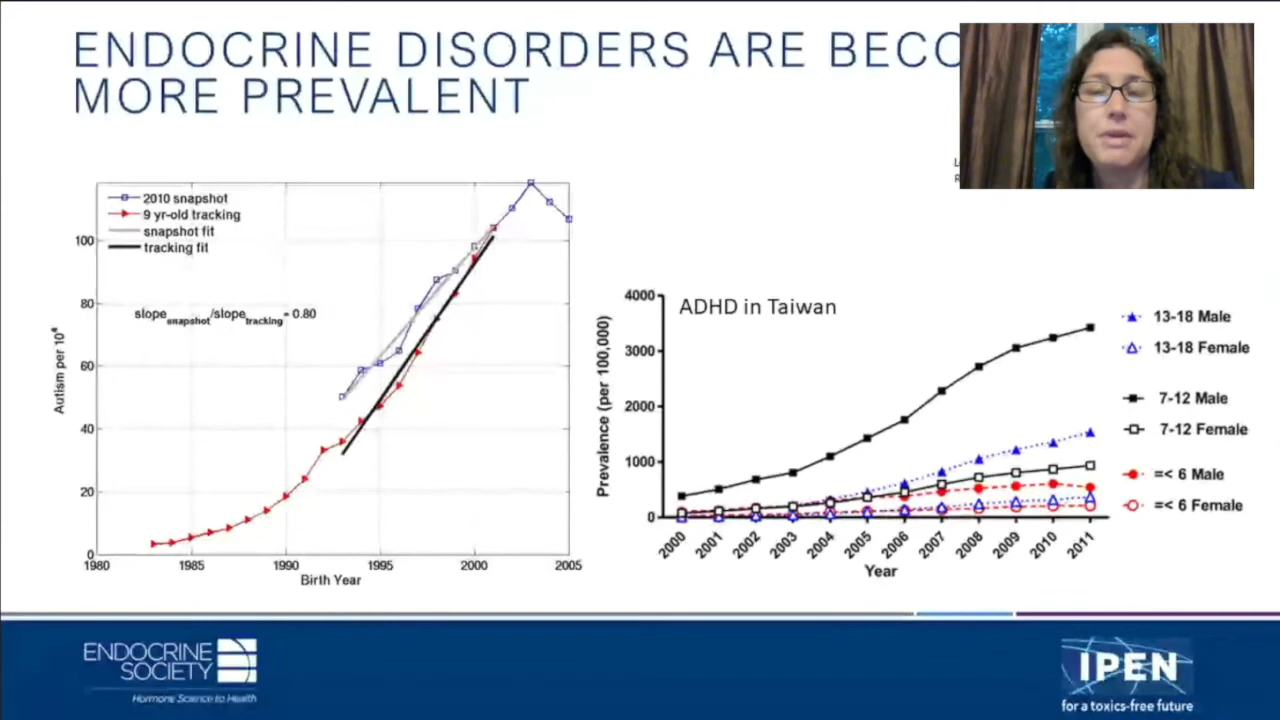 ENDOCRINE DISORDERS ARE BECO
MORE PREVALENT
2010 snapshot
9 yr-old tracking
snapshot fit
tracking fit
slope snapshot/slope tracking= 0.80
Autism per 10⁴
100
80
60
40
20
0
1980 1985 1990 1995 2000 2005
Birth Year
ADHD in Taiwan
Prevalence (per 100,000)
4000
3000
2000
1000
0
2000 2001 2002 2003 2004 2005 2006 2007 2008 2009 2010 2011
Year
13-18 Male
13-18 Female
7-12 Male
7-12 Female
=< 6 Male
=< 6 Female
ENDOCRINE
SOCIETY
Hormone Science to Health
IPEN
for a toxics-free future